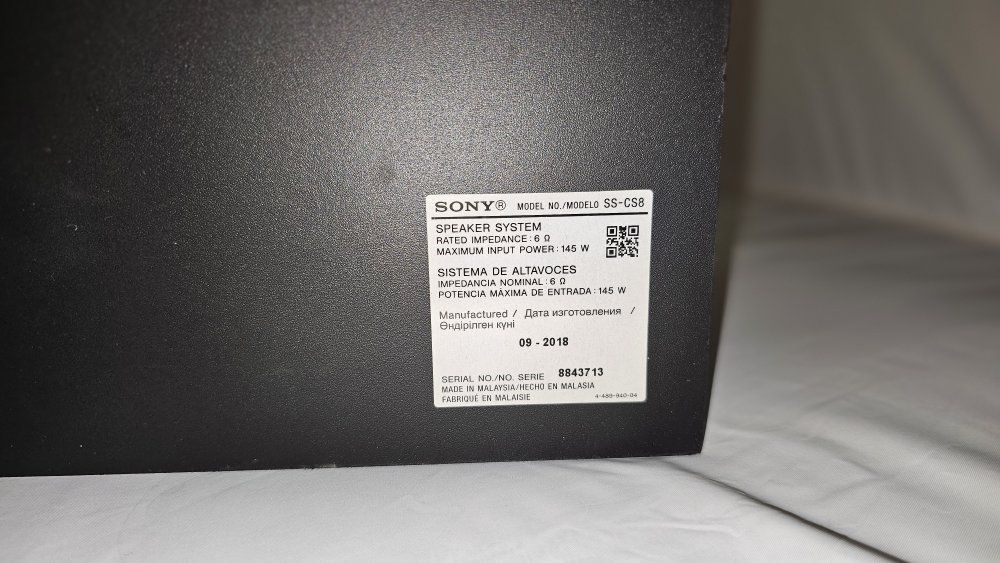 SONY® MODEL NO./MODELO SS-CS8
SPEAKER SYSTEM
RATED IMPEDANCE : 6 Ω
MAXIMUM INPUT POWER : 145 W
SISTEMA DE ALTAVOCES
IMPEDANCIA NOMINAL : 6 Ω
POTENCIA MÁXIMA DE ENTRADA : 145 W
Manufactured / Дата изготовления /
Өндірілген күні
09 - 2018
SERIAL NO./NO. SERIE 8843713
MADE IN MALAYSIA/HECHO EN MALASIA
FABRIQUÉ EN MALAISIE 4-489-940-04